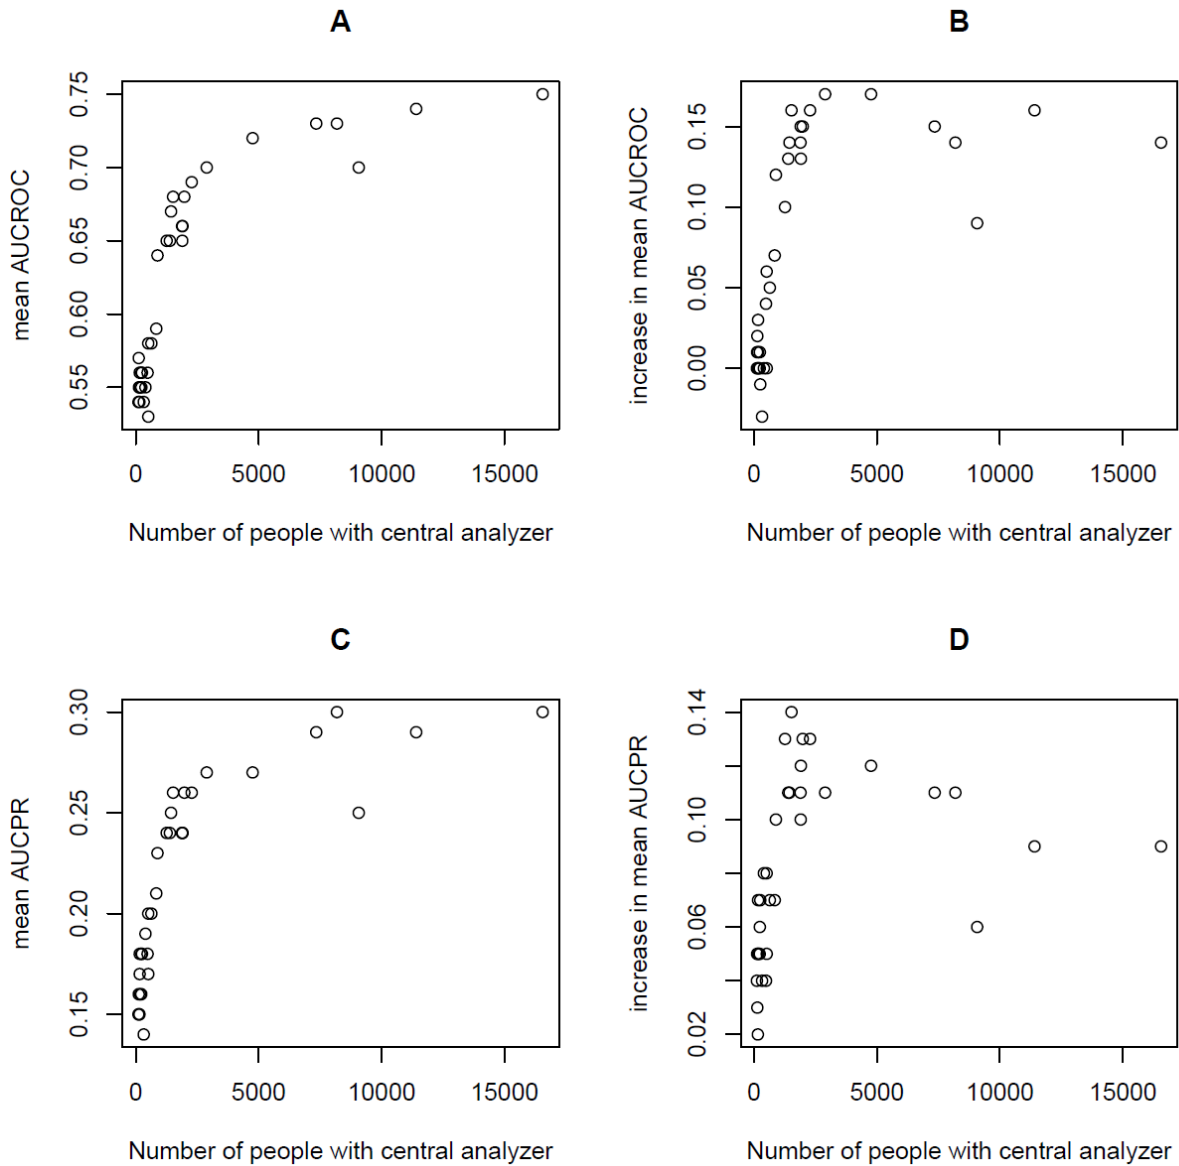 A
mean AUCROC
0.75
0.70
0.65
0.60
0.55
0 5000 10000 15000
Number of people with central analyzer
B
increase in mean AUCROC
0.15
0.10
0.05
0.00
0 5000 10000 15000
Number of people with central analyzer
C
mean AUCPR
0.30
0.25
0.20
0.15
0 5000 10000 15000
Number of people with central analyzer
D
increase in mean AUCPR
0.14
0.10
0.06
0.02
0 5000 10000 15000
Number of people with central analyzer